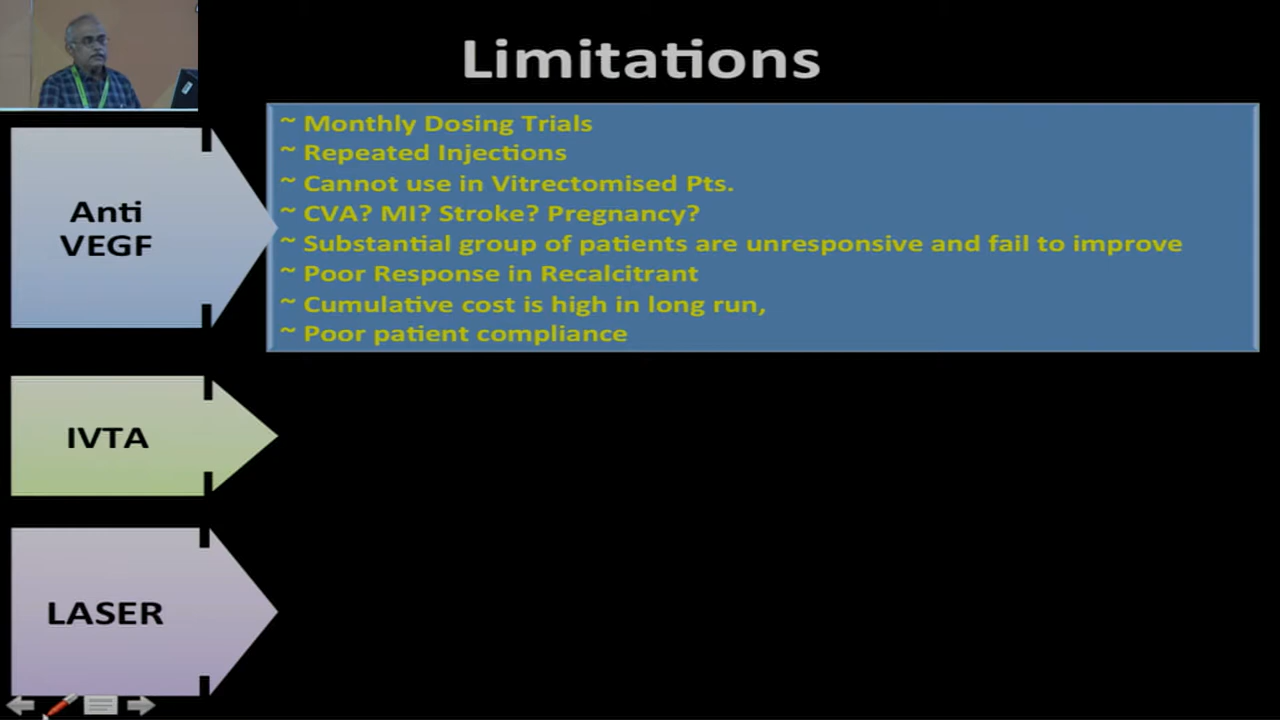 Limitations
Anti
VEGF
~ Monthly Dosing Trials
~ Repeated Injections
~ Cannot use in Vitrectomised Pts.
~ CVA? MI? Stroke? Pregnancy?
~ Substantial group of patients are unresponsive and fail to improve
~ Poor Response in Recalcitrant
~ Cumulative cost is high in long run,
~ Poor patient compliance
IVTA
LASER